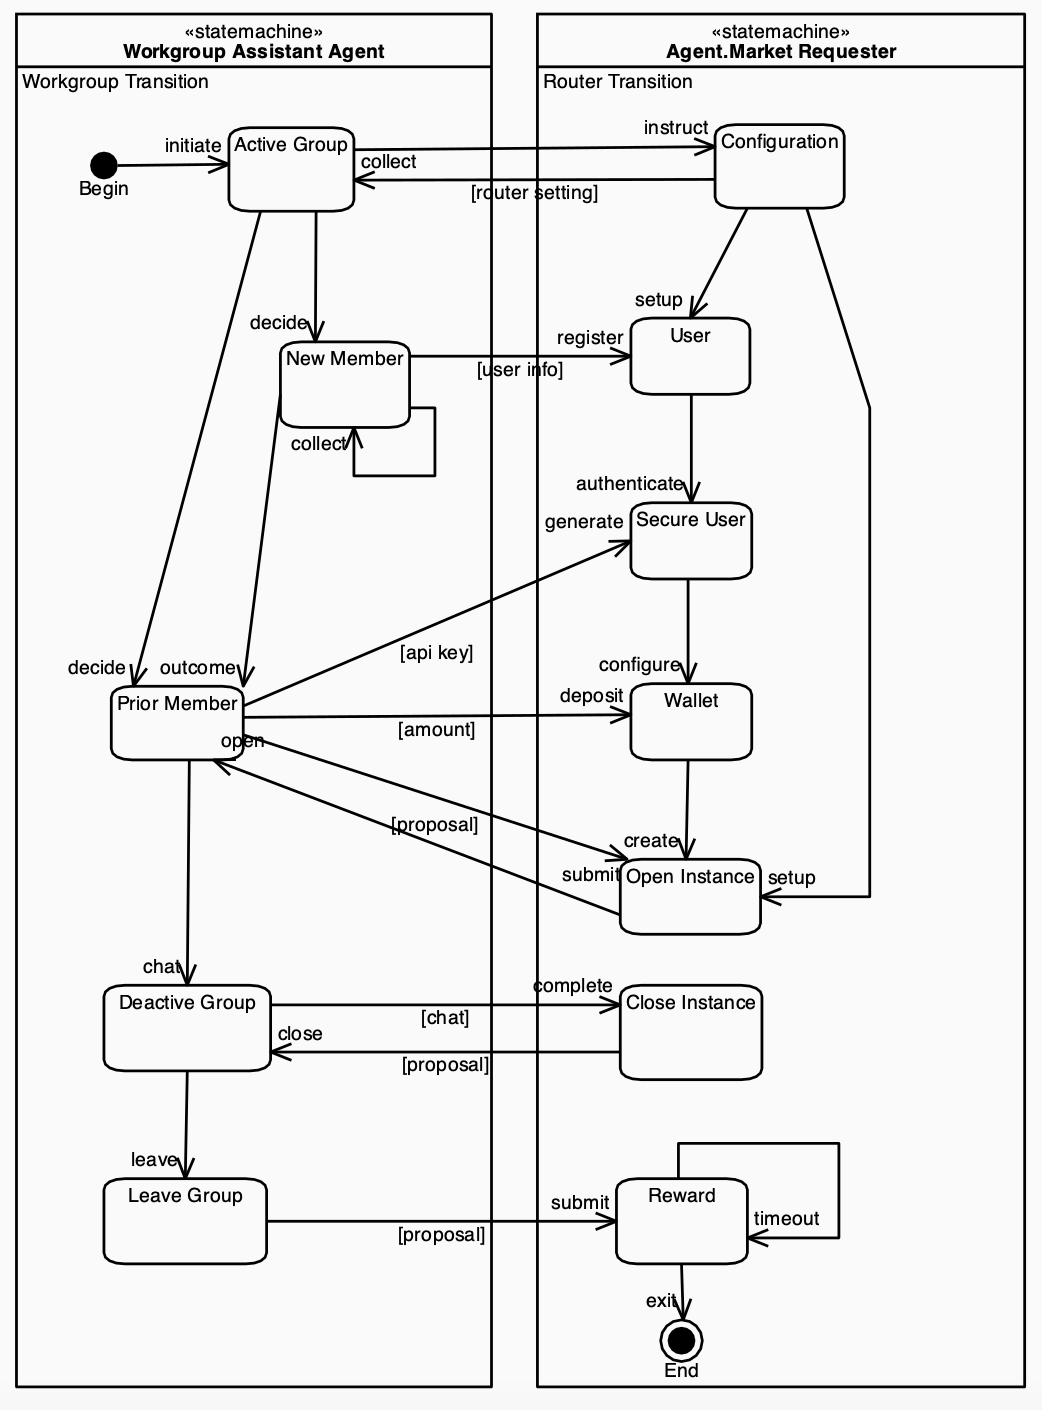 «statemachine»
Workgroup Assistant Agent
Workgroup Transition
«statemachine»
Agent.Market Requester
Router Transition
initiate
Begin
Active Group
collect
instruct
Configuration
[router setting]
decide
New Member
collect
setup
User
register
[user info]
authenticate
generate
Secure User
[api key]
decide
outcome
Prior Member
open
configure
deposit
Wallet
[amount]
[proposal]
create
submit
Open Instance
setup
chat
Deactive Group
complete
Close Instance
[chat]
close
[proposal]
leave
Leave Group
submit
Reward
timeout
[proposal]
exit
End